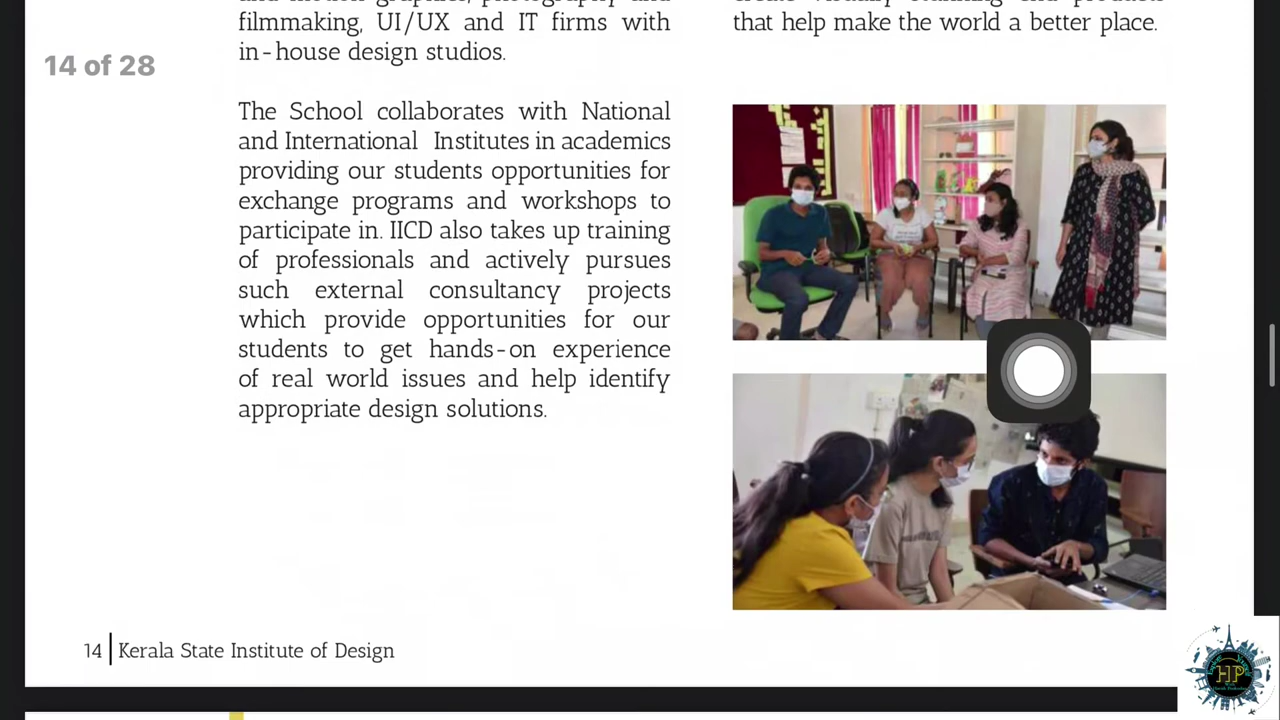 filmmaking, UI/UX and IT firms with
in-house design studios.
The School collaborates with National
and International Institutes in academics
providing our students opportunities for
exchange programs and workshops to
participate in. IICD also takes up training
of professionals and actively pursues
such external consultancy projects
which provide opportunities for our
students to get hands-on experience
of real world issues and help identify
appropriate design solutions.
that help make the world a better place.
14 of 28
14 | Kerala State Institute of Design
HP